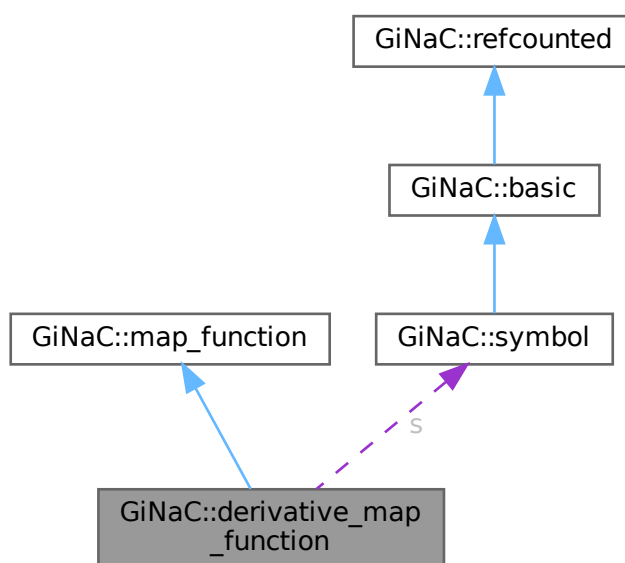 GiNaC::refcounted
GiNaC::basic
GiNaC::map_function
GiNaC::symbol
s
GiNaC::derivative_map
_function